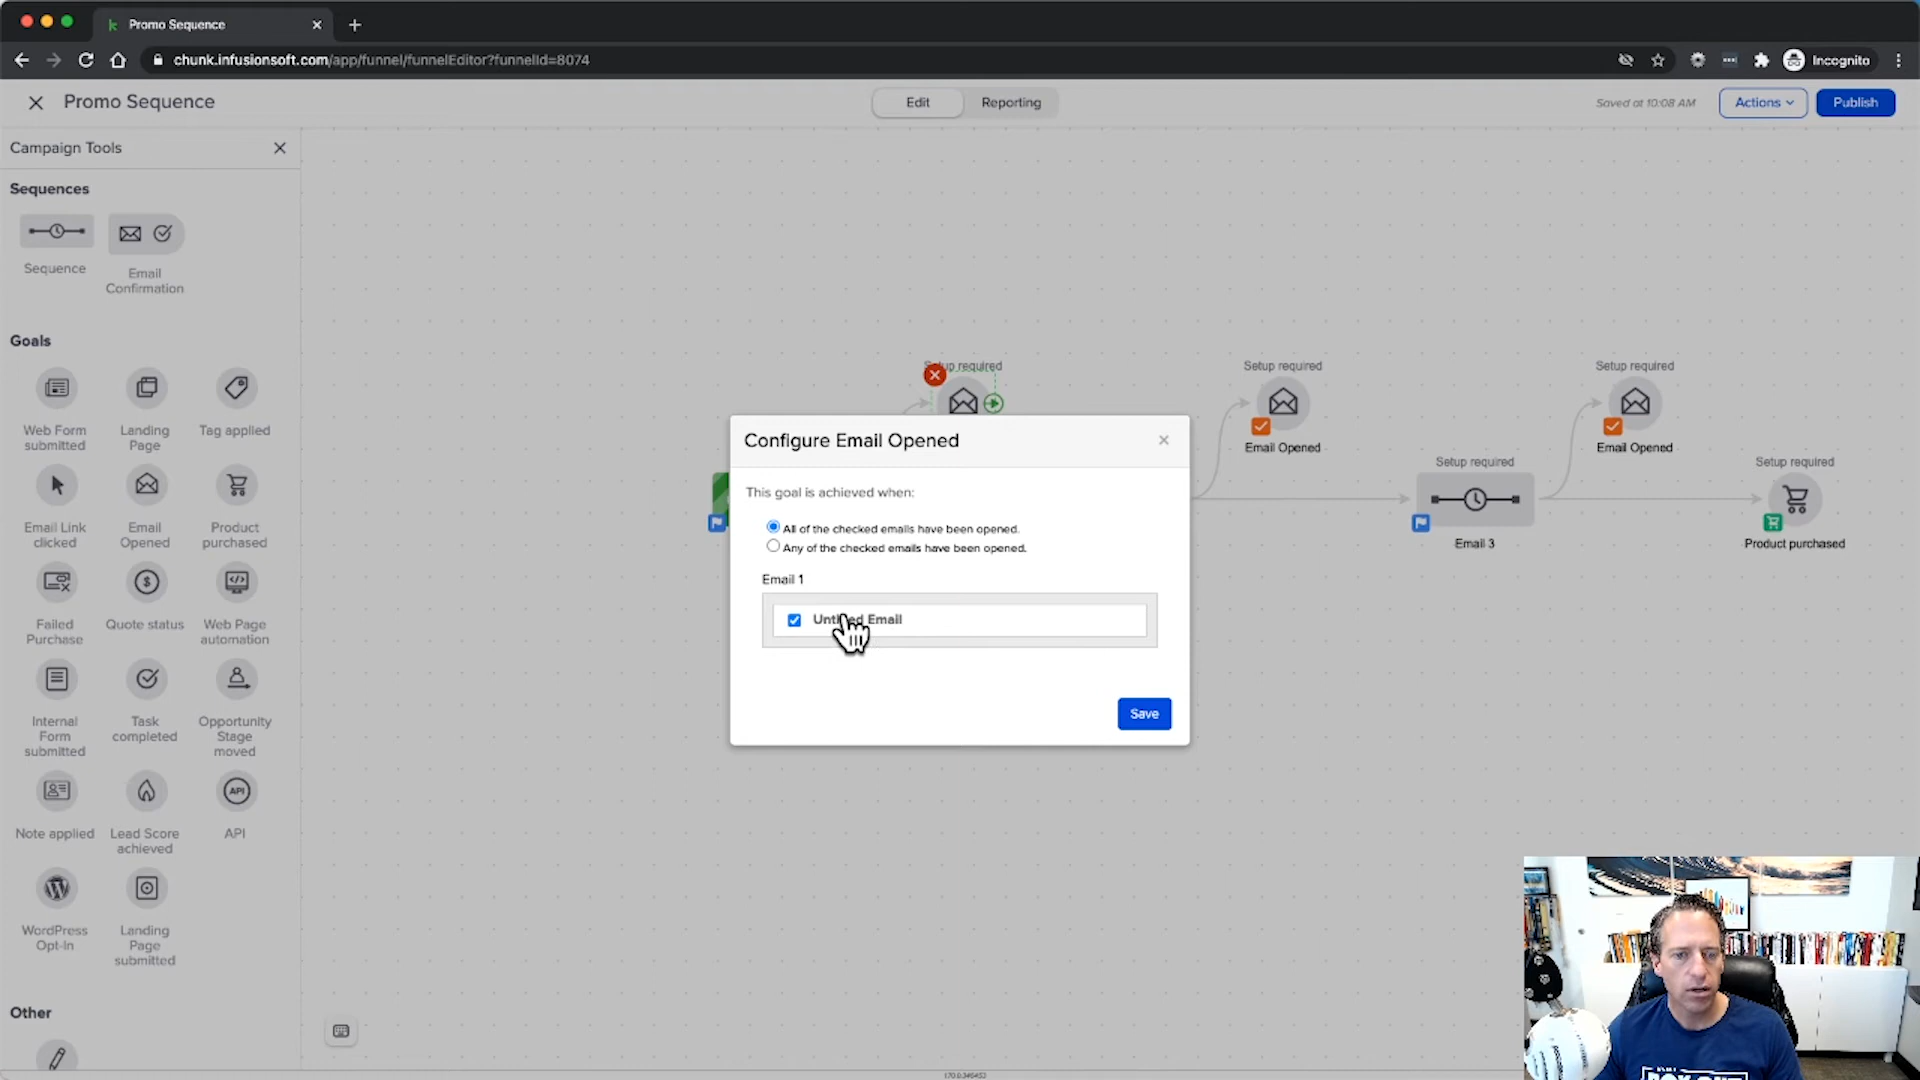 Promo Sequence
chunk.infusionsoft.com/app/funnel/funnelEditor?funnelId=8074
Incognito
Promo Sequence
Edit
Reporting
Saved at 10:08 AM
Actions
Publish
Campaign Tools
Sequences
Sequence
Email
Confirmation
Goals
Web Form
submitted
Landing
Page
Tag applied
Email Link
clicked
Email
Opened
Product
purchased
Failed
Purchase
Quote status
Web Page
automation
Internal
Form
submitted
Task
completed
Opportunity
Stage
moved
Note applied
Lead Score
achieved
API
API
WordPress
Opt-In
Landing
Page
submitted
Other
Setup required
Setup required
Email Opened
Setup required
Email Opened
Setup required
Email 3
Setup required
Product purchased
Configure Email Opened
This goal is achieved when:
All of the checked emails have been opened.
Any of the checked emails have been opened.
Email 1
Untitled Email
Save